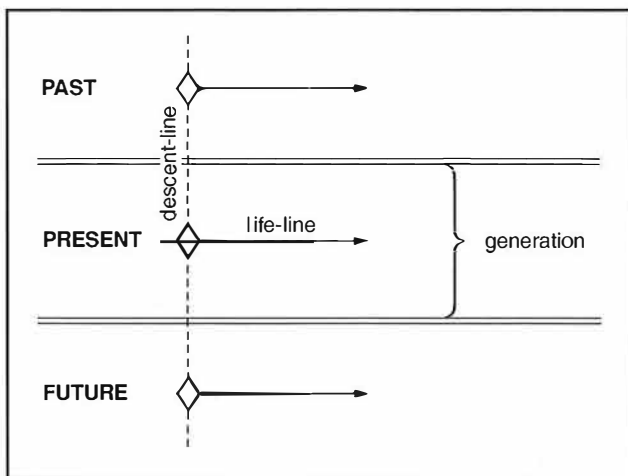 PAST
descent-line
life-line
PRESENT
generation
FUTURE